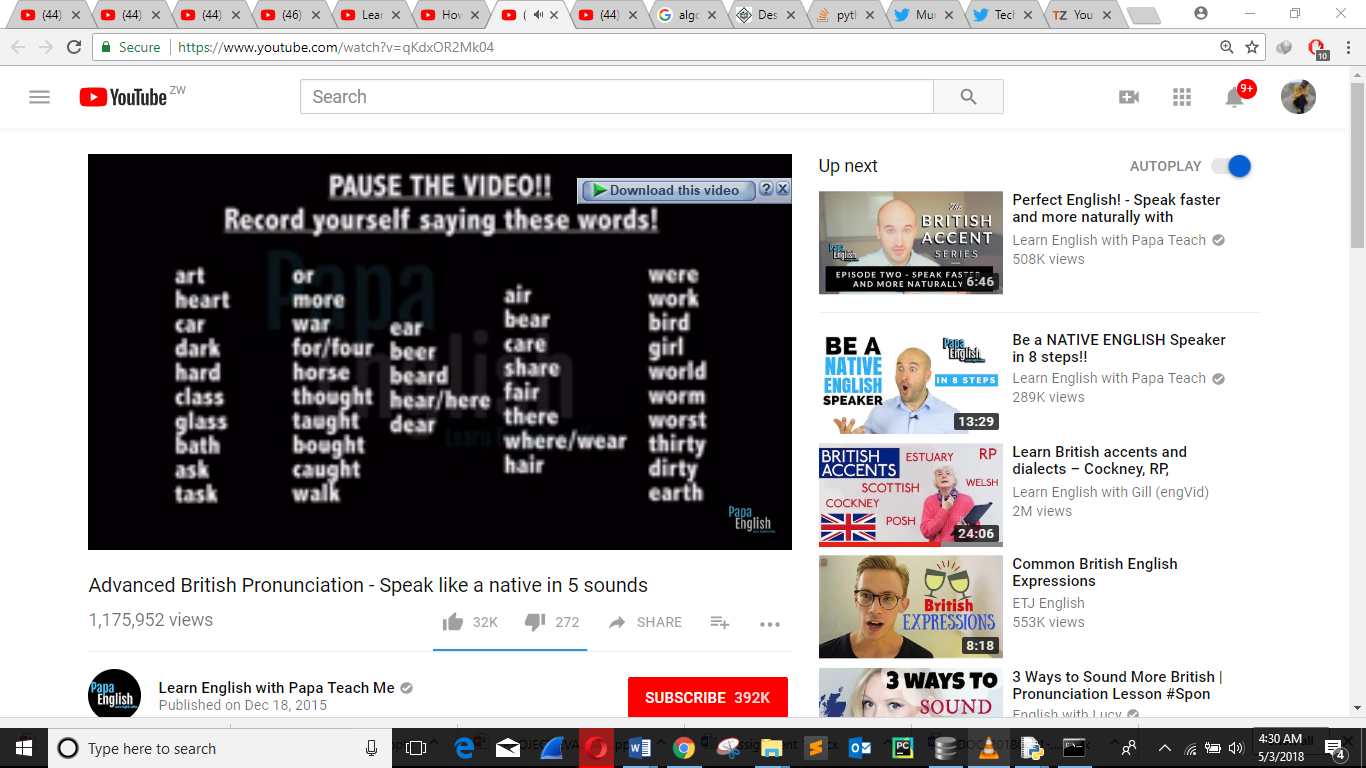 (44)
(44)
(44)
(46)
Lear
How
(
(44)
algo
Des
pyth
Mur
Tech
You
Secure
https://www.youtube.com/watch?v=qKdxOR2Mk04
10
YouTube ZW
Search
9+
PAUSE THE VIDEO!!
Download this video
Record yourself saying these words!
art
heart
car
dark
hard
class
glass
bath
ask
task
or
more
war
for/four
horse
thought
taught
bought
caught
walk
ear
beer
beard
hear/here
dear
air
bear
care
share
fair
there
where/wear
hair
were
work
bird
girl
world
worm
worst
thirty
dirty
earth
Papa
English
Advanced British Pronunciation - Speak like a native in 5 sounds
1,175,952 views
32K
272
SHARE
Papa
English
Learn English with Papa Teach Me
Published on Dec 18, 2015
SUBSCRIBE 392K
Up next
AUTOPLAY
The
BRITISH
ACCENT
SERIES
EPISODE TWO - SPEAK FASTER
AND MORE NATURALLY
6:46
Perfect English! - Speak faster
and more naturally with
Learn English with Papa Teach
508K views
BE A
NATIVE
ENGLISH
SPEAKER
Papa
English
IN 8 STEPS
13:29
Be a NATIVE ENGLISH Speaker
in 8 steps!!
Learn English with Papa Teach
289K views
BRITISH
ACCENTS
ESTUARY
RP
SCOTTISH
WELSH
COCKNEY
POSH
24:06
Learn British accents and
dialects – Cockney, RP,
Learn English with Gill (engVid)
2M views
British
EXPRESSIONS
8:18
Common British English
Expressions
ETJ English
553K views
3 WAYS TO
SOUND
3 Ways to Sound More British |
Pronunciation Lesson #Spon
English with Lucy
Type here to search
4:30 AM
5/3/2018
4